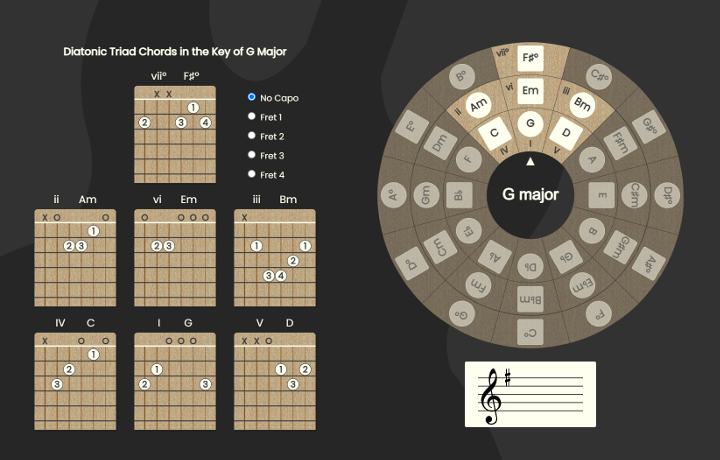 Diatonic Triad Chords in the Key of G Major
vii° F♯°
X X
1
2 3 4
No Capo
Fret 1
Fret 2
Fret 3
Fret 4
ii Am
X O O
1
2 3
vi Em
O O O O
2 3
iii Bm
X
1 1
2
3 4
IV C
X O O
1
2
3
I G
O O O
1
2 3
V D
X X O
1 2
3
vii° F♯°
B° C♯°
vi Em
ii Am iii Bm
G
C D
IV I V
E° G♯°
Dm F♯m
F A
A° Gm B♭ E C♯m D♯°
E♭ B
Cm G♯m
D° A♯°
A♭ D♭ G♭
Fm B♭m E♭m
G° C° F°
G major